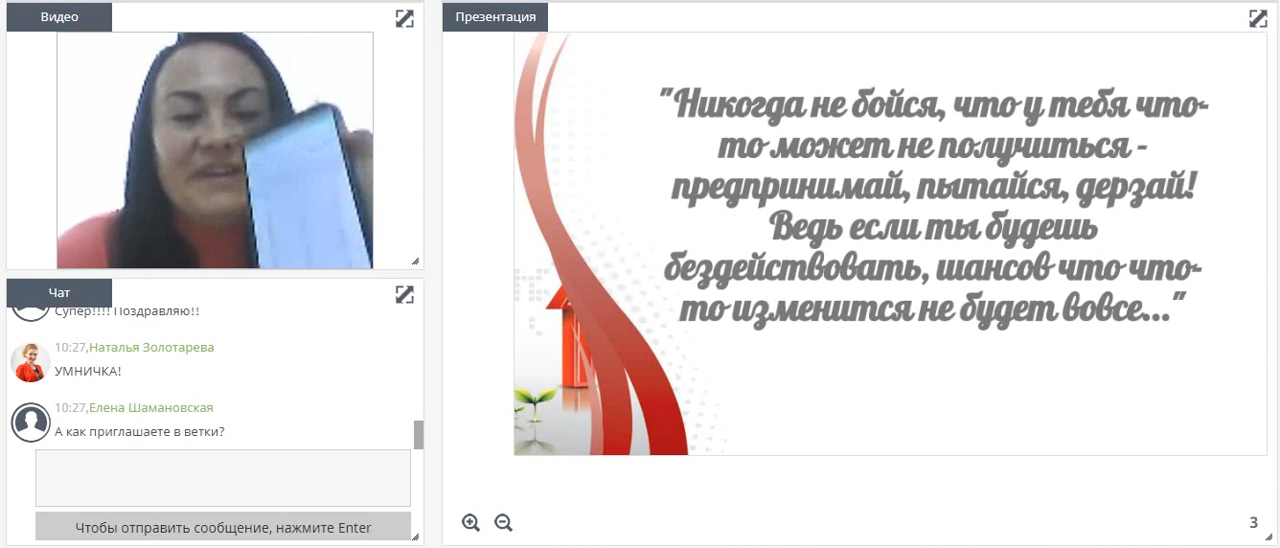 Видео
Чат
Супер!!!! Поздравляю!!
10:27,Наталья Золотарева
УМНИЧКА!
10:27,Елена Шамановская
А как приглашаете в ветки?
Чтобы отправить сообщение, нажмите Enter
Презентация
"Никогда не бойся, что у тебя что-
то может не получиться -
предпринимай, пытайся, дерзай!
Ведь если ты будешь
бездействовать, шансов что что-
то изменится не будет вовсе..."
3